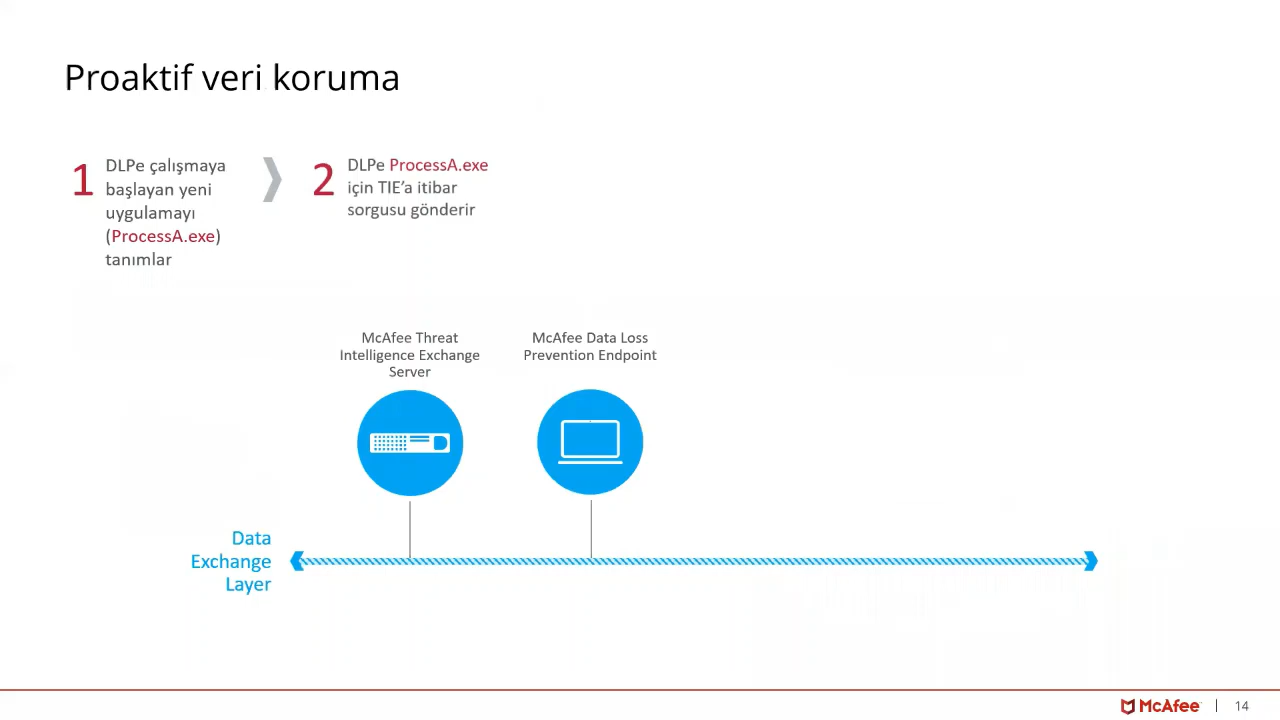 Proaktif veri koruma
1
DLPe çalışmaya
başlayan yeni
uygulamayı
(ProcessA.exe)
tanımlar
2
DLPe ProcessA.exe
için TIE’a itibar
sorgusu gönderir
McAfee Threat
Intelligence Exchange
Server
McAfee Data Loss
Prevention Endpoint
Data
Exchange
Layer
McAfee | 14